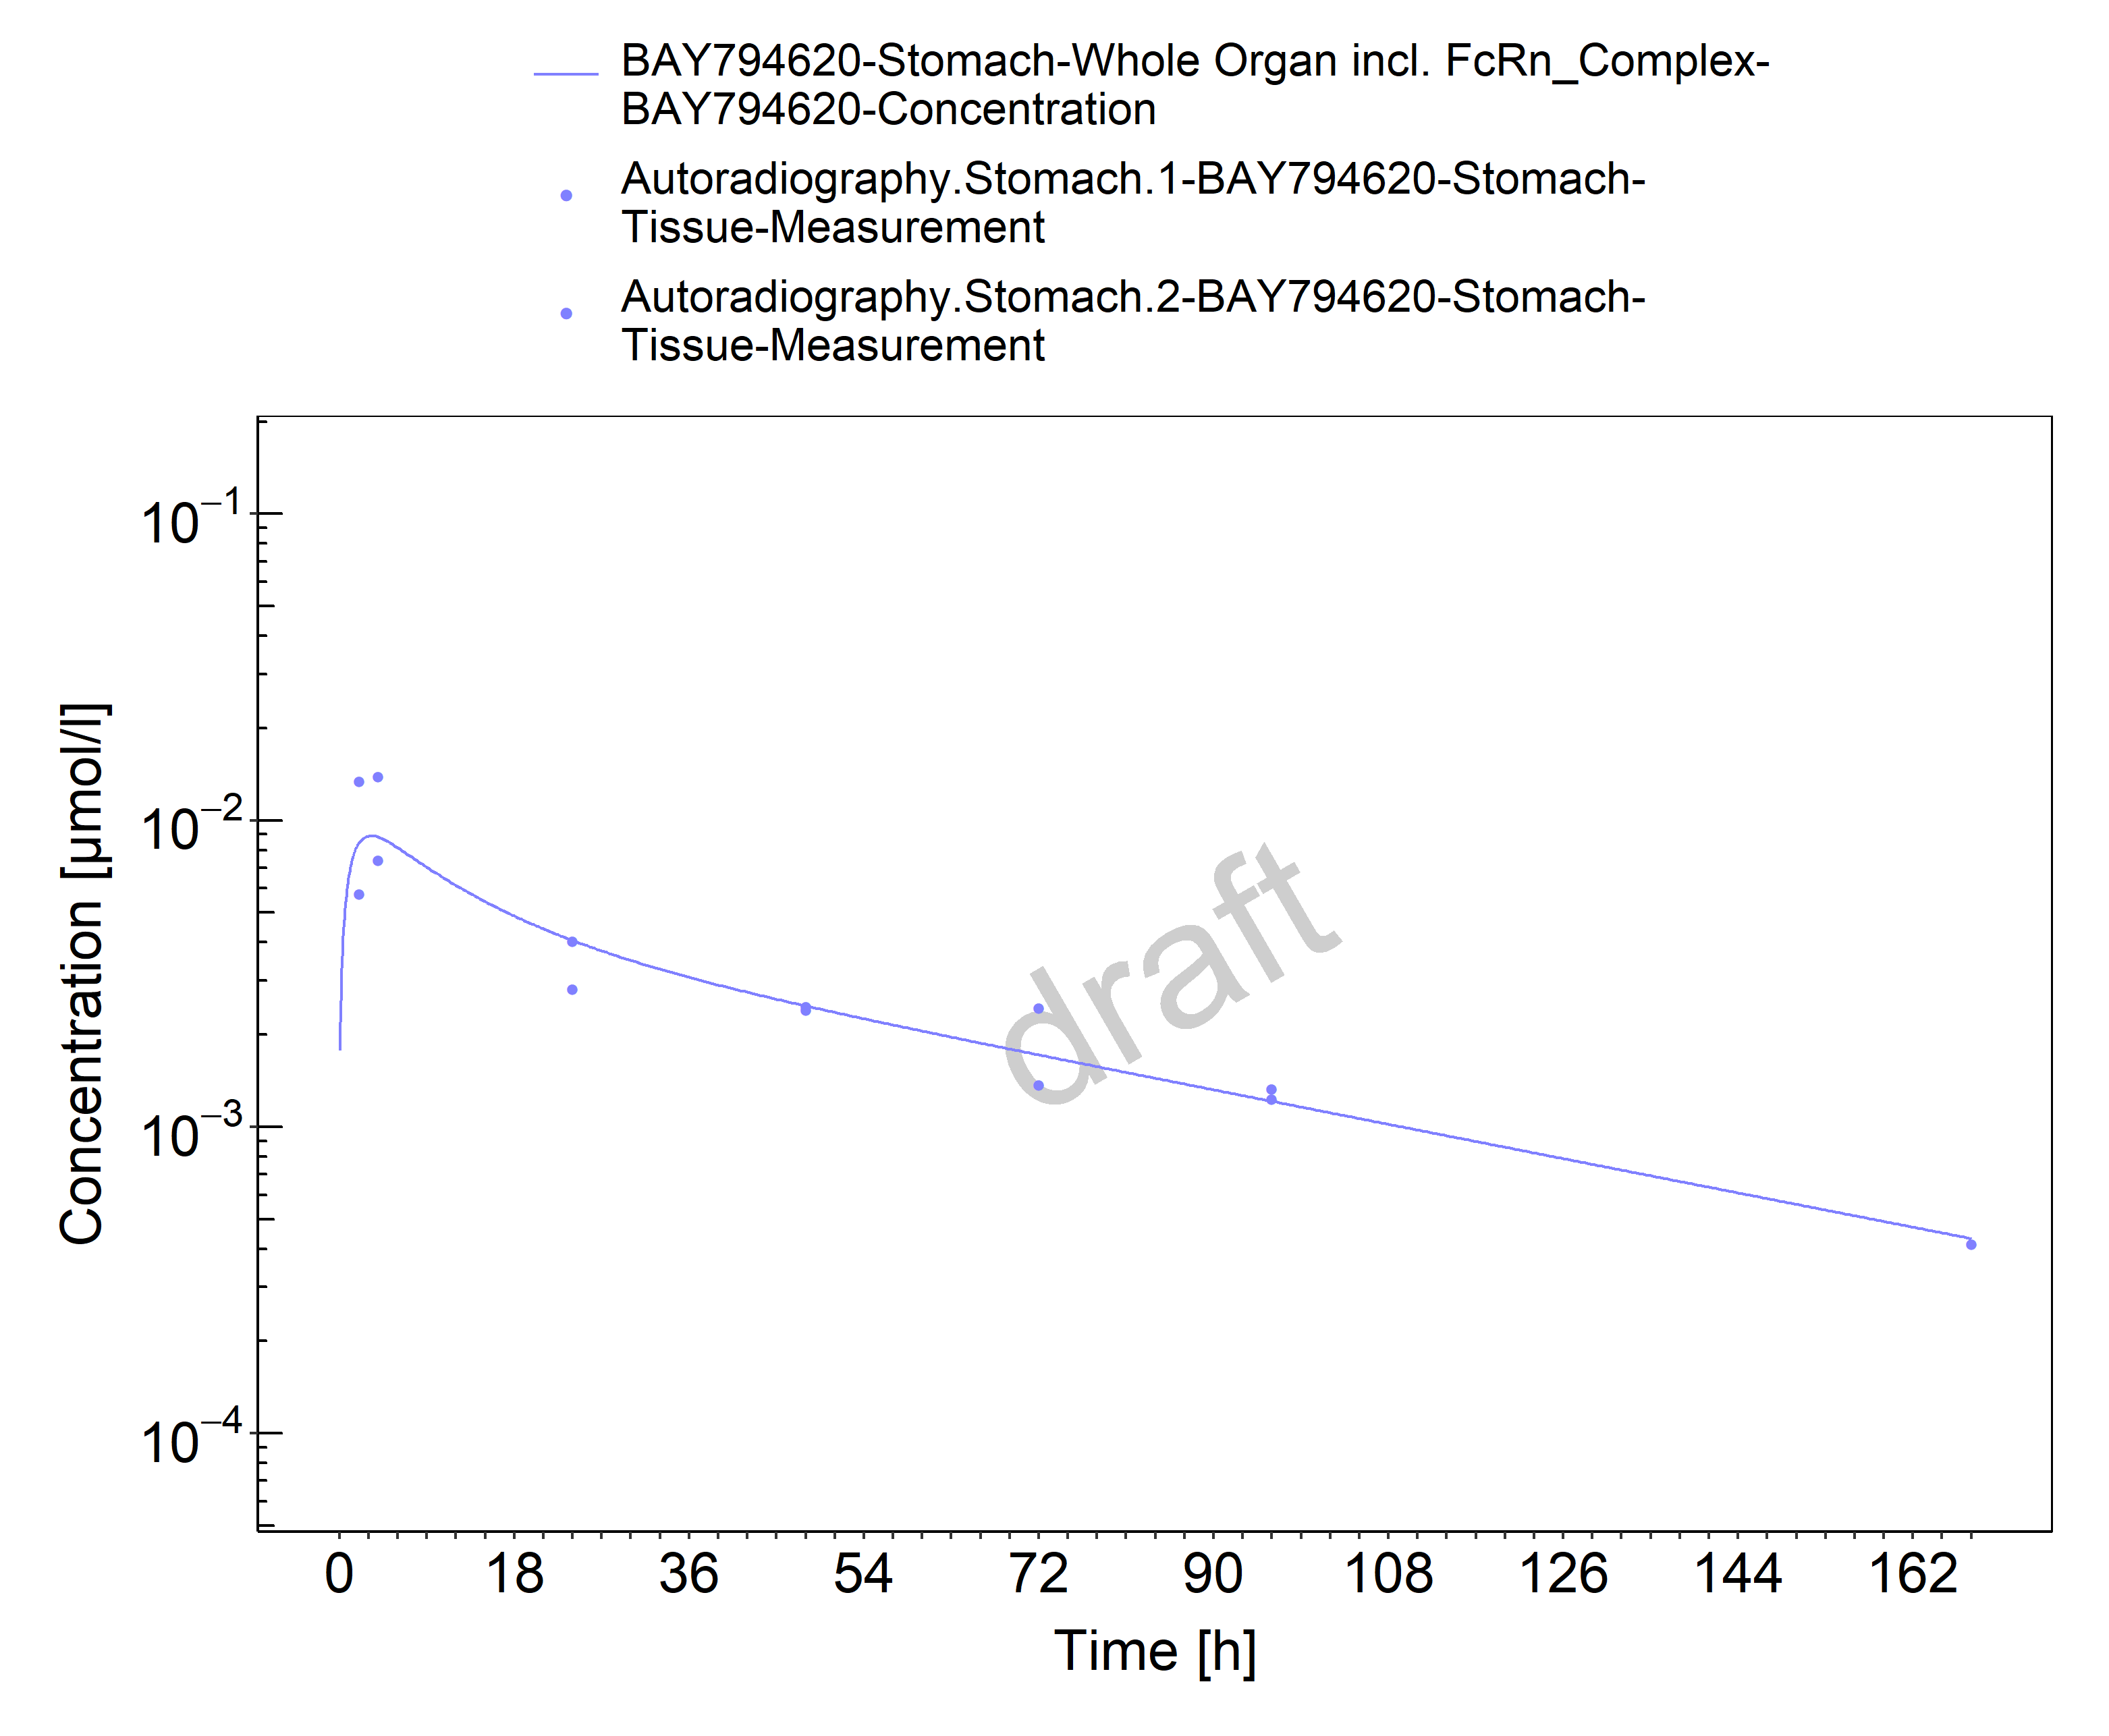 BAY794620-Stomach-Whole Organ incl. FcRn_Complex-
BAY794620-Concentration
Autoradiography.Stomach.1-BAY794620-Stomach-
Tissue-Measurement
Autoradiography.Stomach.2-BAY794620-Stomach-
Tissue-Measurement
10⁻¹
10⁻²
10⁻³
10⁻⁴
Concentration [µmol/l]
draft
0 18 36 54 72 90 108 126 144 162
Time [h]